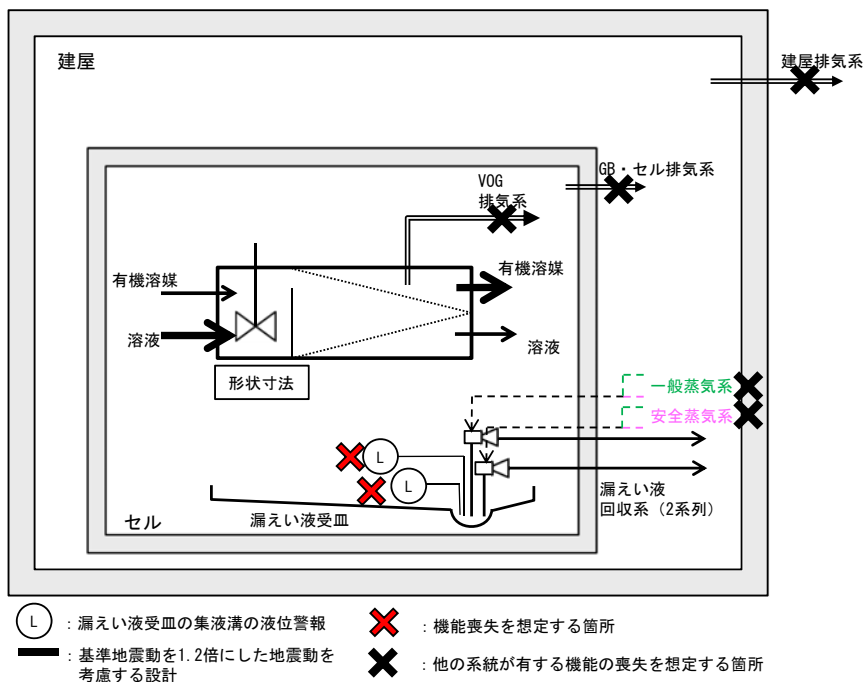 建屋
建屋排気系
GB・セル排気系
VOG
排気系
有機溶媒
有機溶媒
溶液
溶液
形状寸法
一般蒸気系
安全蒸気系
L
L
漏えい液
回収系（2系列）
漏えい液受皿
セル
L
：漏えい液受皿の集液溝の液位警報
：機能喪失を想定する箇所
：基準地震動を1.2倍にした地震動を
考慮する設計
：他の系統が有する機能の喪失を想定する箇所